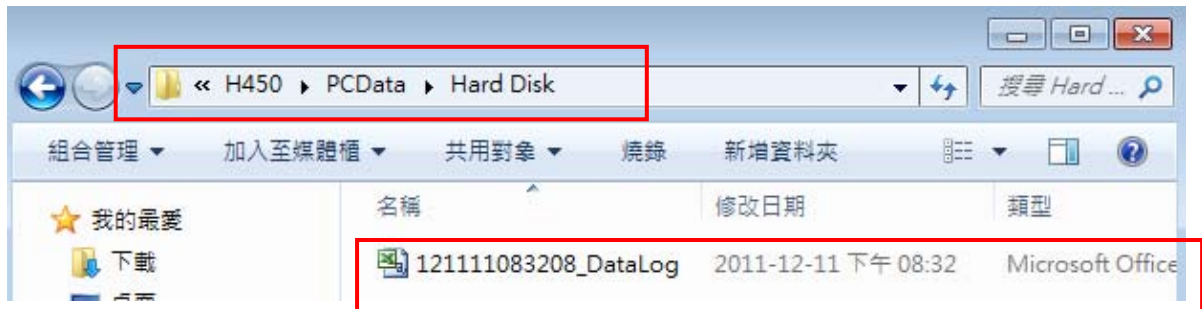 « H450 ▸ PCData ▸ Hard Disk 搜尋 Hard ...
組合管理 加入至媒體櫃 共用對象 燒錄 新增資料夾
我的最愛 名稱 修改日期 類型
下載 121111083208_DataLog 2011-12-11 下午 08:32 Microsoft Office